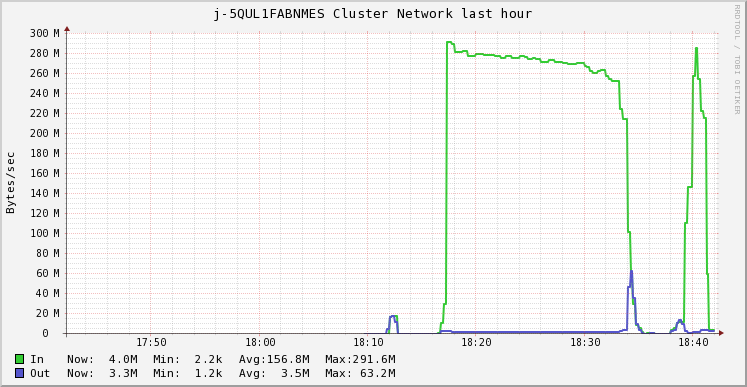 j-5QUL1FABNMES Cluster Network last hour
RRDTOOL / TOBI OETIKER
Bytes/sec
300 M
280 M
260 M
240 M
220 M
200 M
180 M
160 M
140 M
120 M
100 M
80 M
60 M
40 M
20 M
0
17:50 18:00 18:10 18:20 18:30 18:40
In Now: 4.0M Min: 2.2k Avg:156.8M Max:291.6M
Out Now: 3.3M Min: 1.2k Avg: 3.5M Max: 63.2M